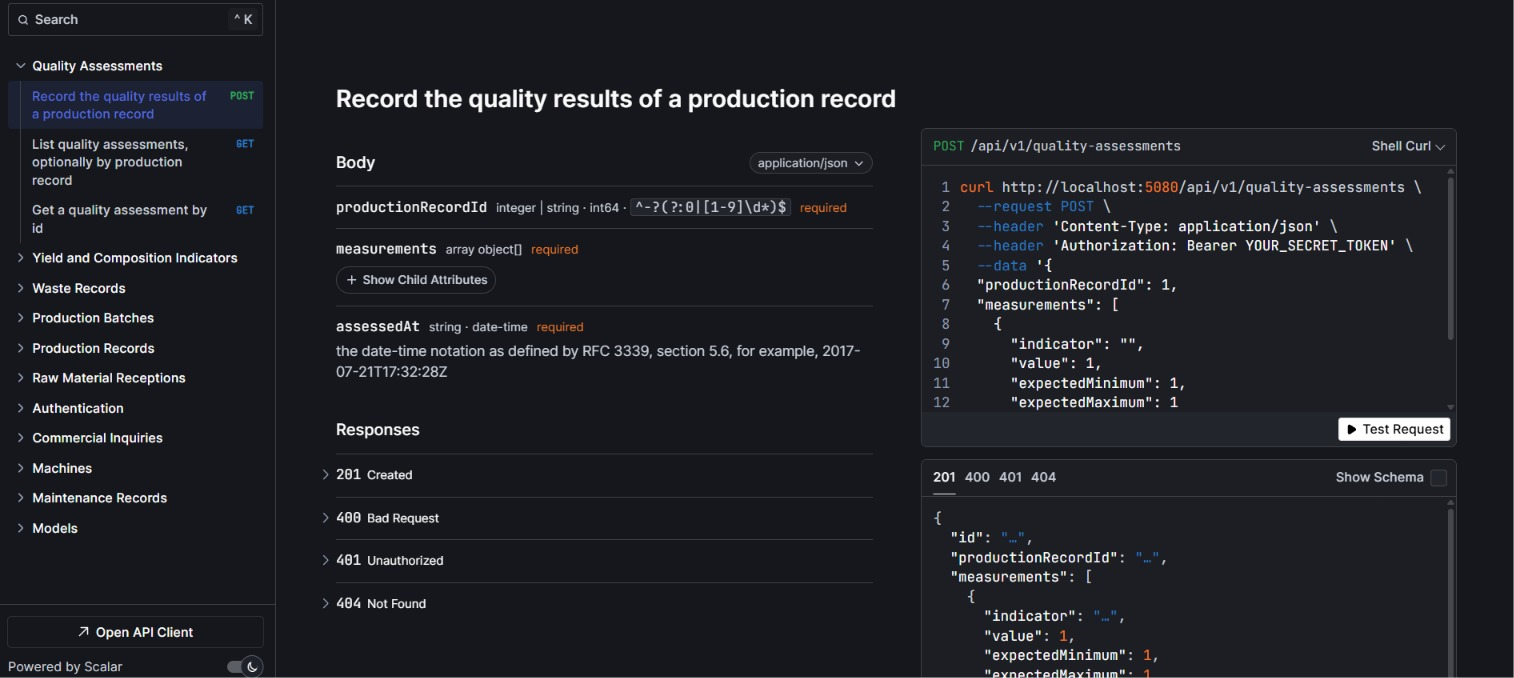 Search
^ K
Quality Assessments
Record the quality results of
a production record
POST
List quality assessments,
optionally by production
record
GET
Get a quality assessment by
id
GET
Yield and Composition Indicators
Waste Records
Production Batches
Production Records
Raw Material Receptions
Authentication
Commercial Inquiries
Machines
Maintenance Records
Models
Open API Client
Powered by Scalar
Record the quality results of a production record
Body
application/json
productionRecordId integer | string · int64 · ^-?(?:0|[1-9]\d*)$ required
measurements array object[] required
+ Show Child Attributes
assessedAt string · date-time required
the date-time notation as defined by RFC 3339, section 5.6, for example, 2017-
07-21T17:32:28Z
Responses
201 Created
400 Bad Request
401 Unauthorized
404 Not Found
POST /api/v1/quality-assessments
Shell Curl
1 curl http://localhost:5080/api/v1/quality-assessments \
2 --request POST \
3 --header 'Content-Type: application/json' \
4 --header 'Authorization: Bearer YOUR_SECRET_TOKEN' \
5 --data '{
6 "productionRecordId": 1,
7 "measurements": [
8 {
9 "indicator": "",
10 "value": 1,
11 "expectedMinimum": 1,
12 "expectedMaximum": 1
Test Request
201 400 401 404
Show Schema
{
"id": "…",
"productionRecordId": "…",
"measurements": [
{
"indicator": "…",
"value": 1,
"expectedMinimum": 1,
"expectedMaximum": 1